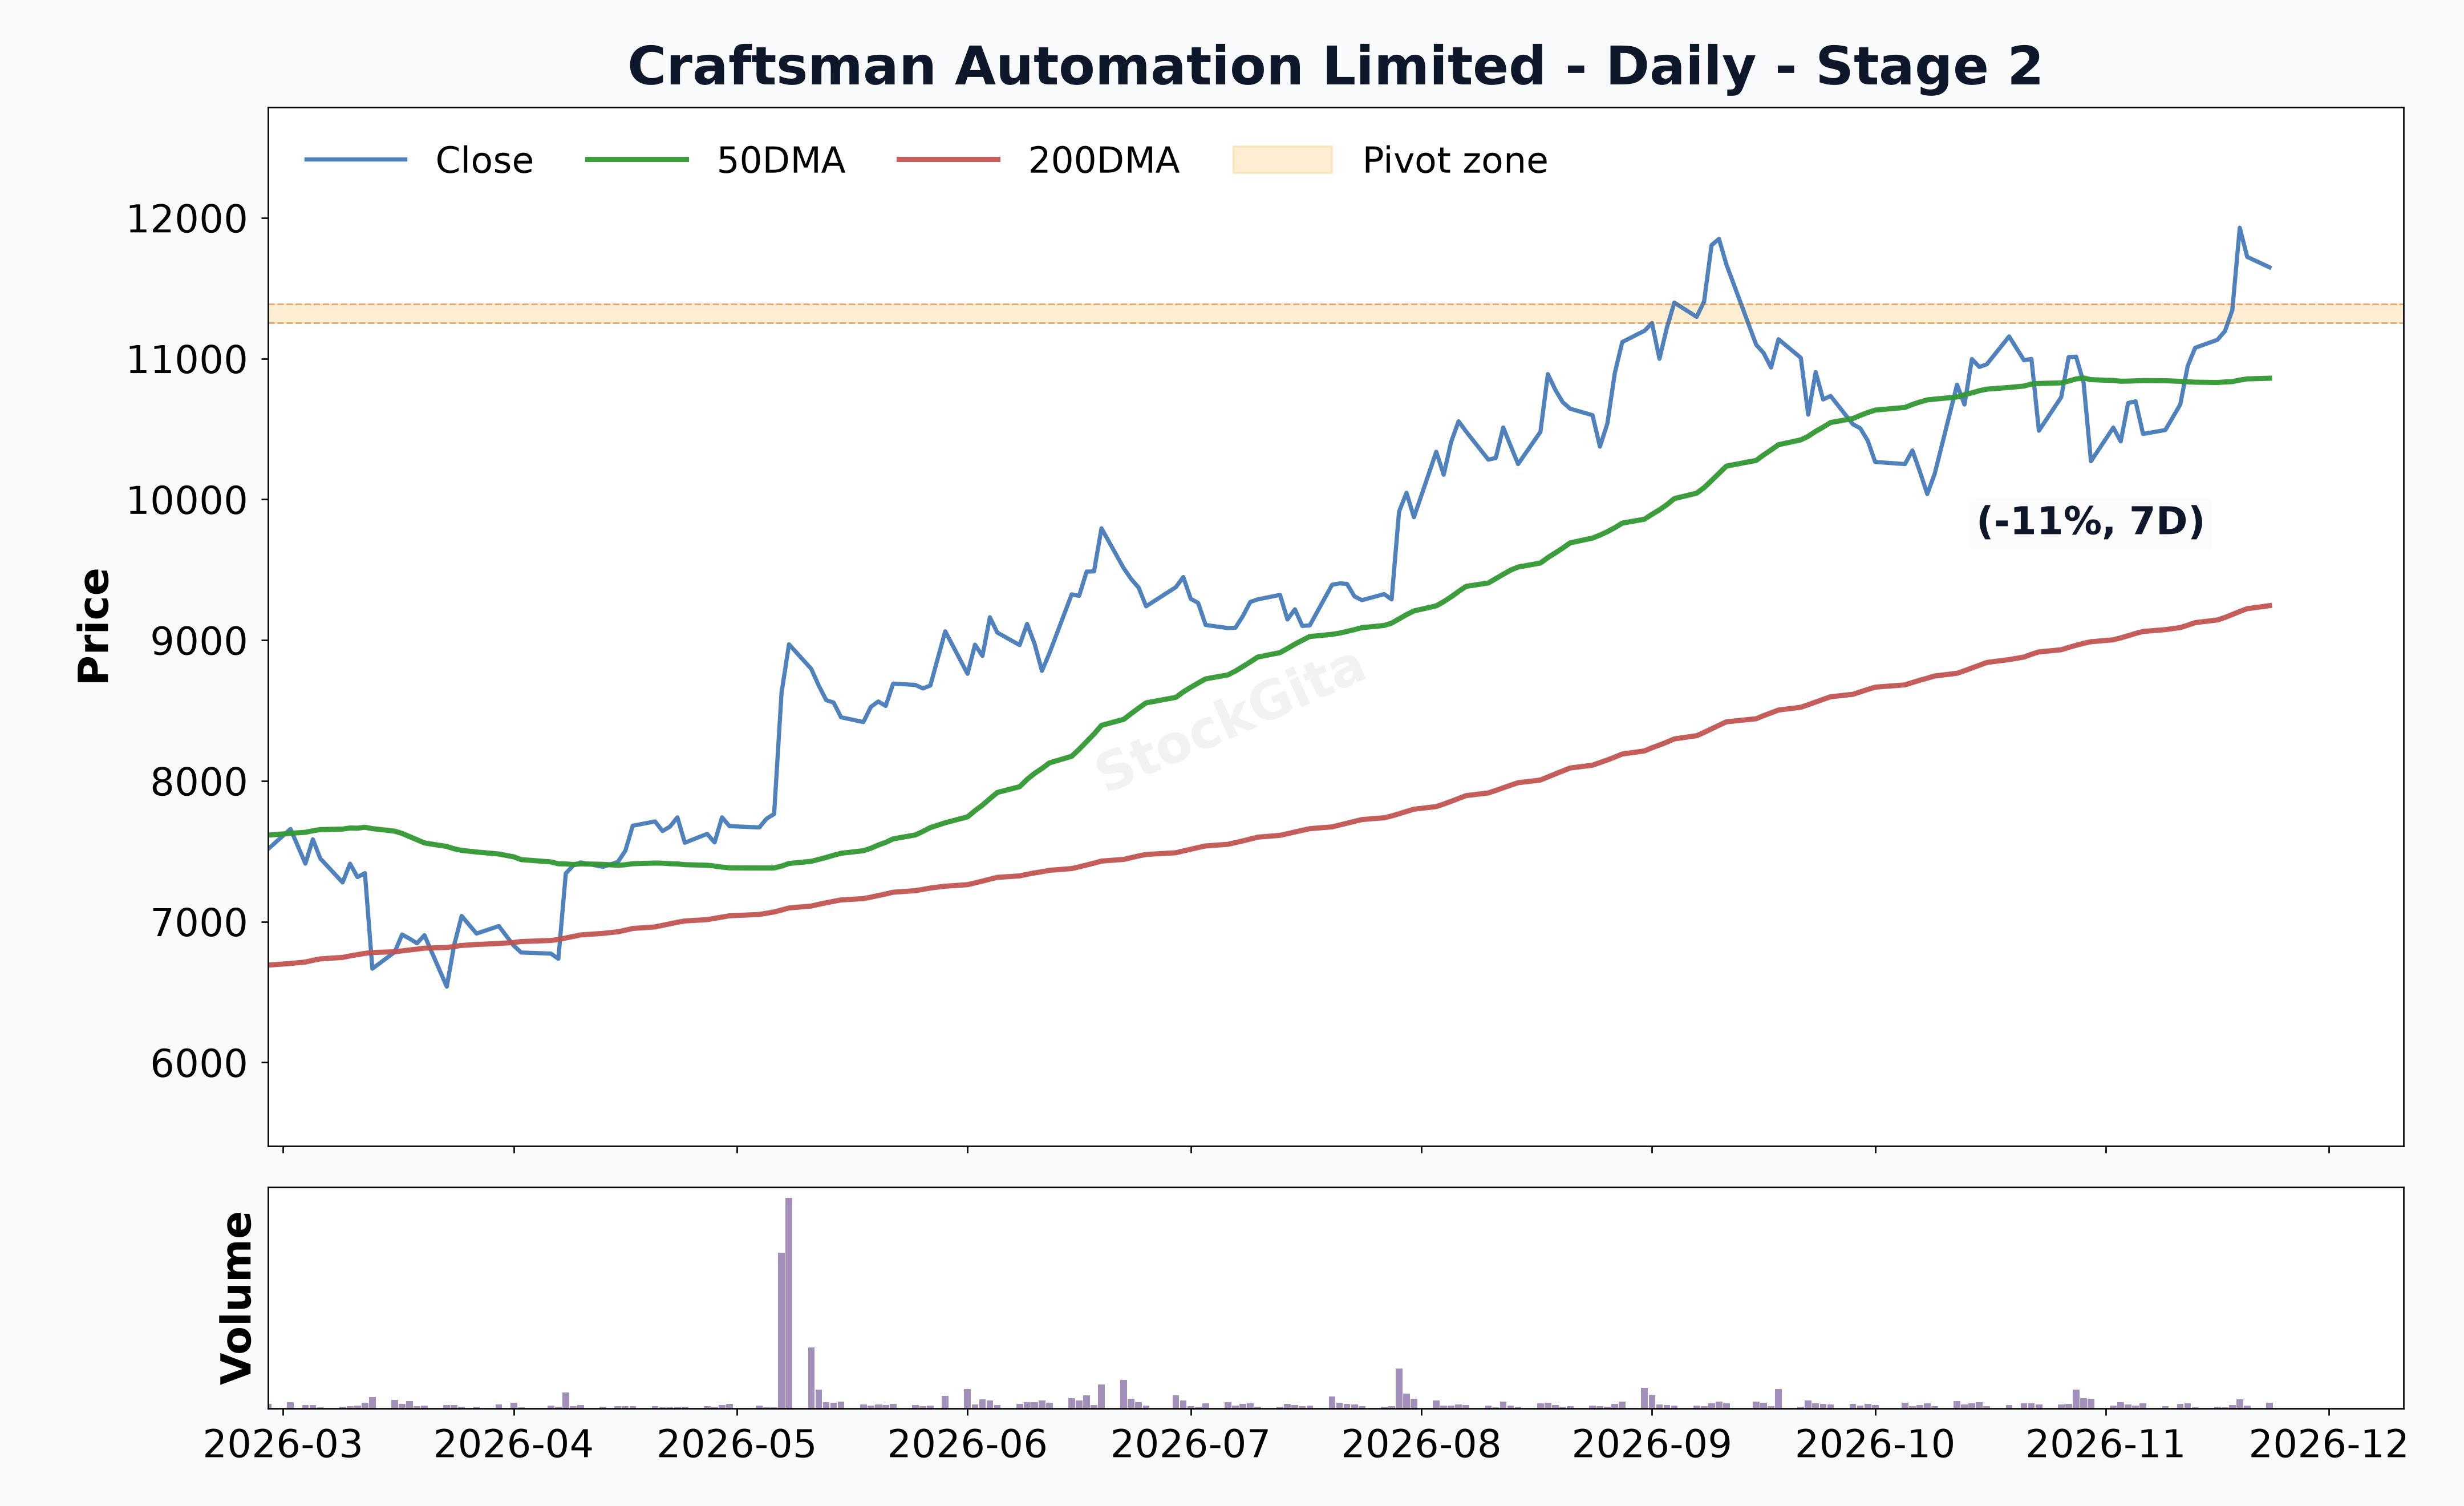 Craftsman Automation Limited - Daily - Stage 2
Close 50DMA 200DMA Pivot zone
12000
11000
10000
9000
8000
7000
6000
Price
(-11%, 7D)
StockGita
Volume
2026-03 2026-04 2026-05 2026-06 2026-07 2026-08 2026-09 2026-10 2026-11 2026-12